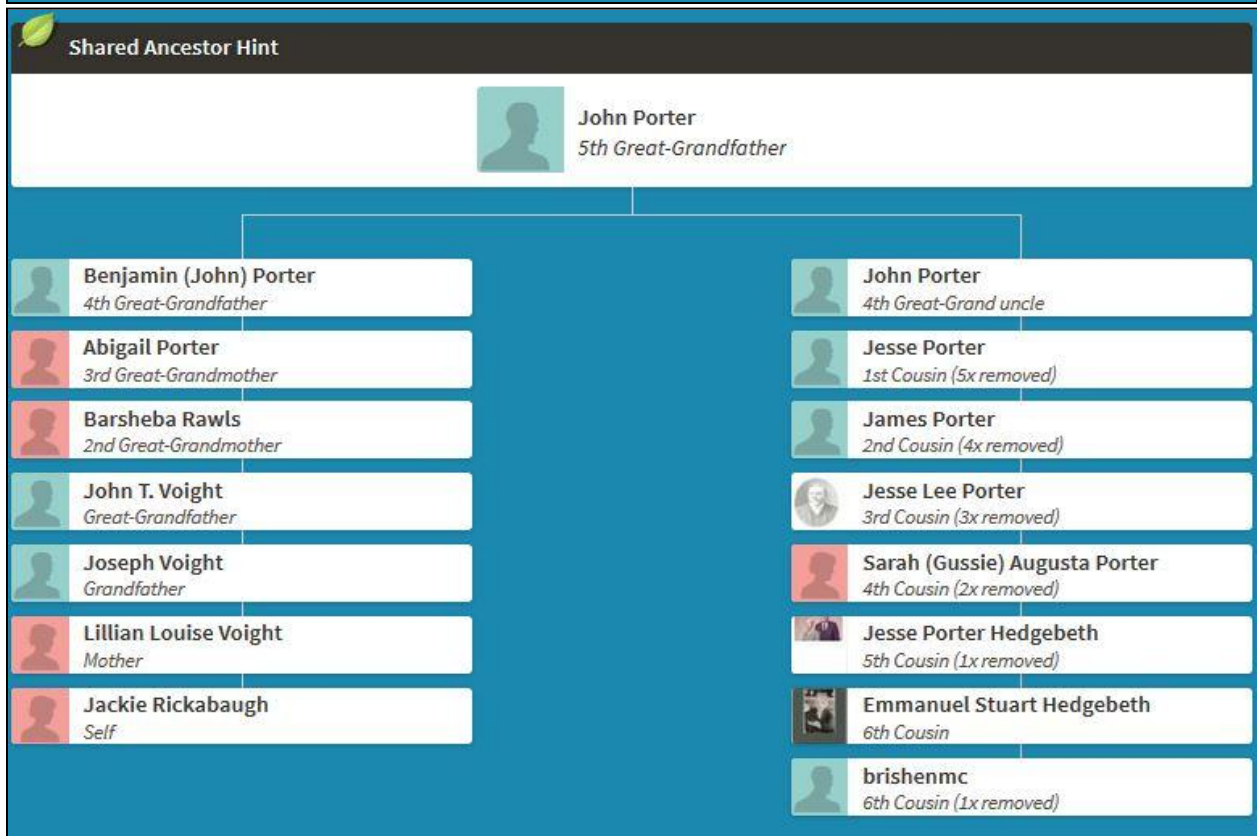 Shared Ancestor Hint
John Porter
5th Great-Grandfather
Benjamin (John) Porter
4th Great-Grandfather
Abigail Porter
3rd Great-Grandmother
Barsheba Rawls
2nd Great-Grandmother
John T. Voight
Great-Grandfather
Joseph Voight
Grandfather
Lillian Louise Voight
Mother
Jackie Rickabaugh
Self
John Porter
4th Great-Grand uncle
Jesse Porter
1st Cousin (5x removed)
James Porter
2nd Cousin (4x removed)
Jesse Lee Porter
3rd Cousin (3x removed)
Sarah (Gussie) Augusta Porter
4th Cousin (2x removed)
Jesse Porter Hedgebeth
5th Cousin (1x removed)
Emmanuel Stuart Hedgebeth
6th Cousin
brishenmc
6th Cousin (1x removed)